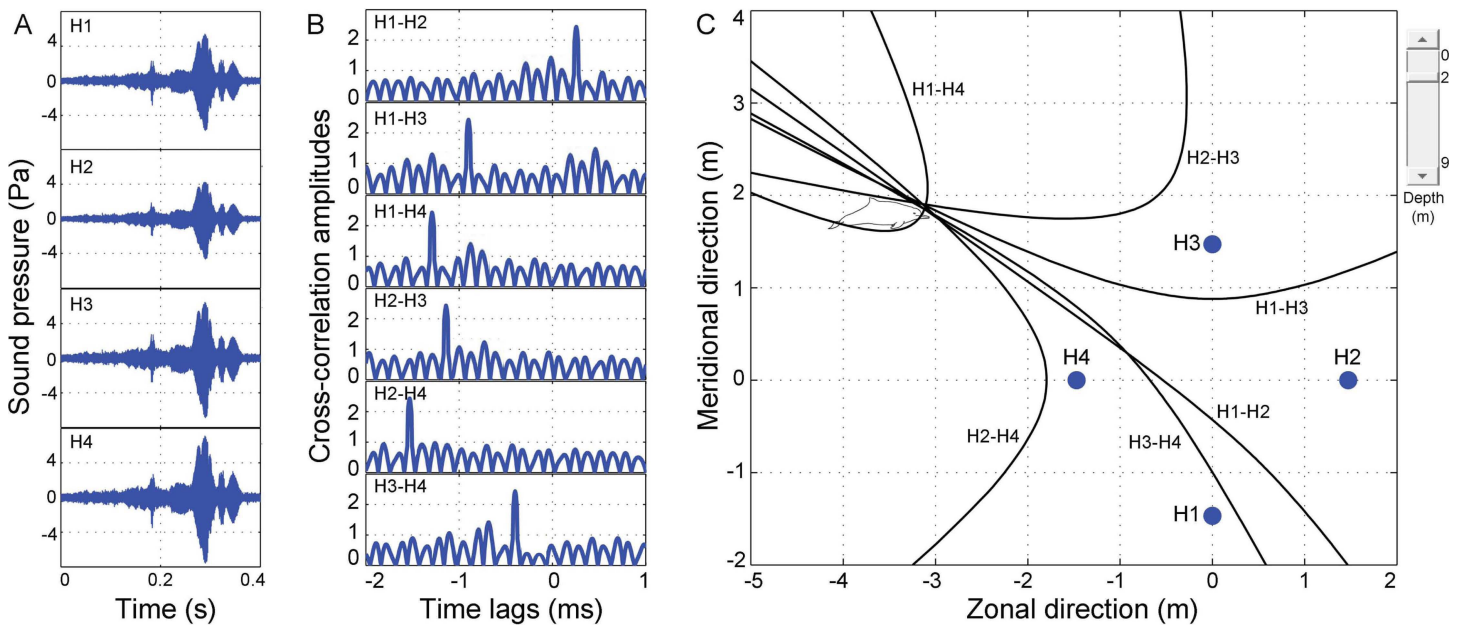 A
H1
H2
H3
H4
4
0
-4
4
0
-4
4
0
-4
4
0
-4
Sound pressure (Pa)
0
0.2
0.4
Time (s)
B
H1-H2
2
1
0
H1-H3
2
1
0
H1-H4
2
1
0
H2-H3
2
1
0
H2-H4
2
1
0
H3-H4
2
1
0
Cross-correlation amplitudes
-2
-1
0
1
Time lags (ms)
C
4
3
2
1
0
-1
-2
Meridional direction (m)
H1-H4
H2-H3
H3
H1-H3
H4
H2
H1-H2
H2-H4
H3-H4
H1
-5
-4
-3
-2
-1
0
1
2
Zonal direction (m)
0
2
9
Depth
(m)